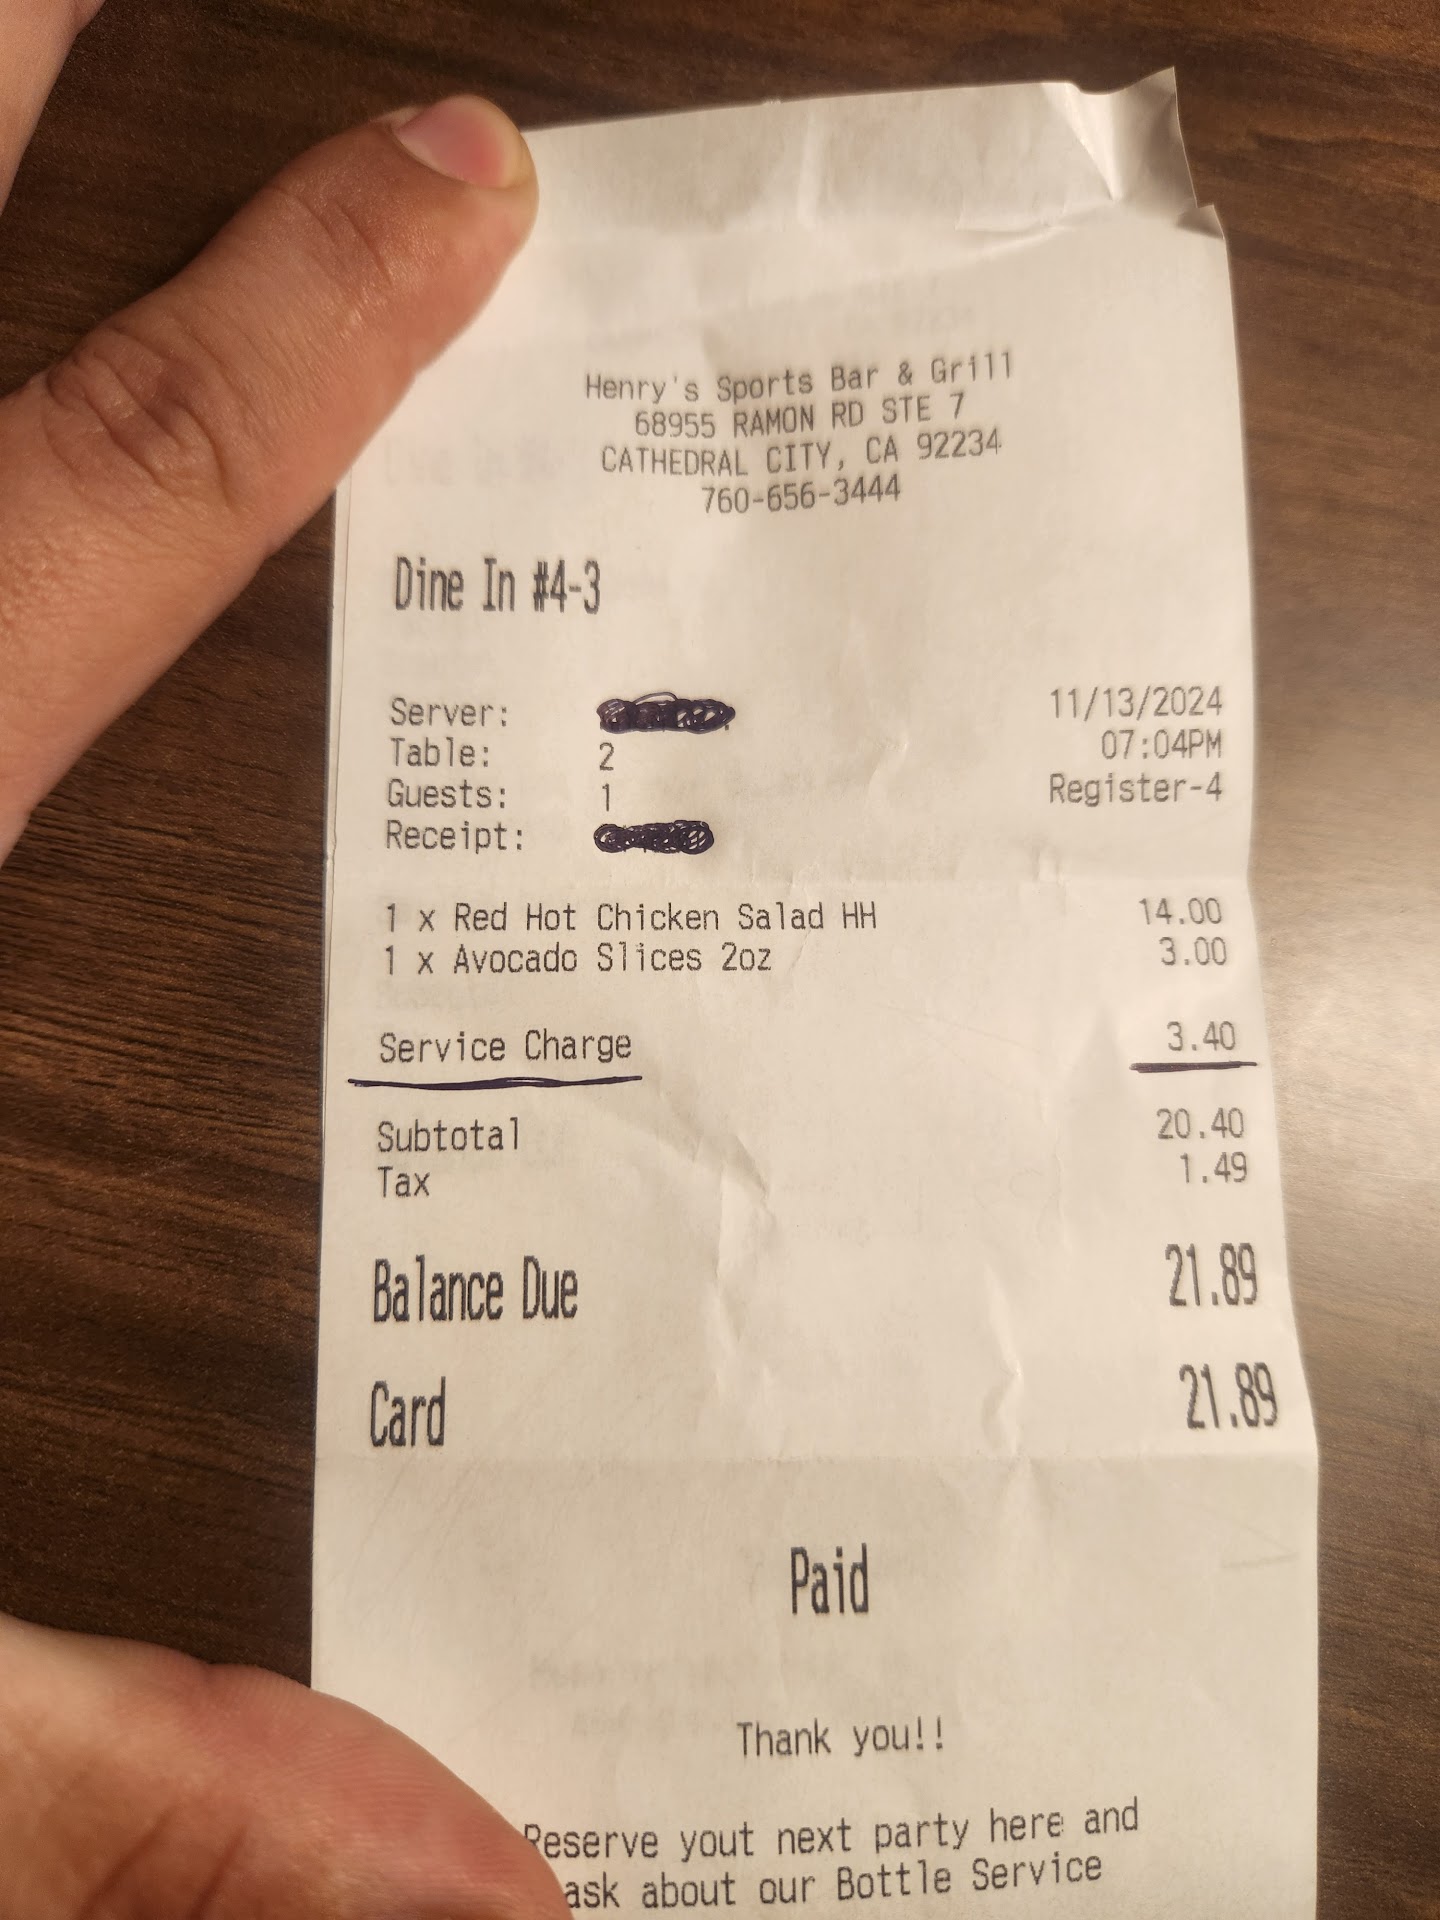 Henry's Sports Bar & Grill
68955 RAMON RD STE 7
CATHEDRAL CITY, CA 92234
760-656-3444
Dine In #4-3
Server: 11/13/2024
Table: 2 07:04PM
Guests: 1 Register-4
Receipt:
1 x Red Hot Chicken Salad HH 14.00
1 x Avocado Slices 2oz 3.00
Service Charge 3.40
Subtotal 20.40
Tax 1.49
Balance Due 21.89
Card 21.89
Paid
Thank you!!
Reserve yout next party here and
ask about our Bottle Service